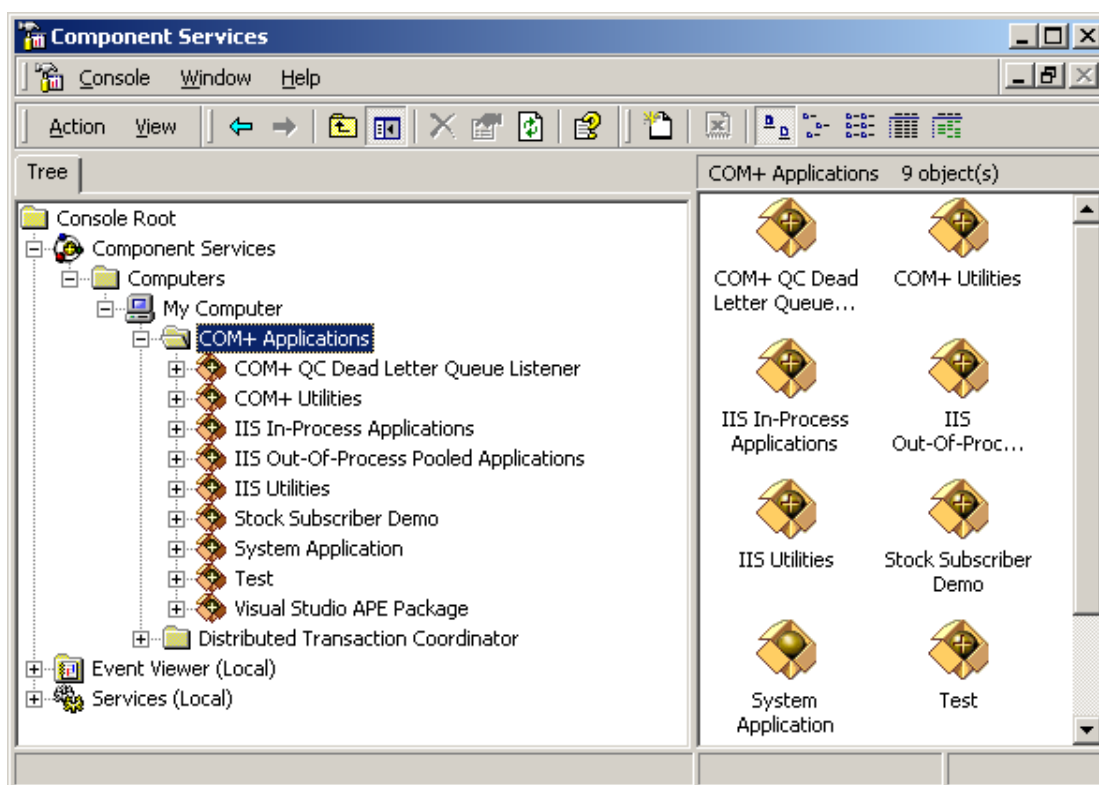 Component Services
Console Window Help
Action View
Tree
COM+ Applications 9 object(s)
Console Root
Component Services
Computers
My Computer
COM+ Applications
COM+ QC Dead Letter Queue Listener
COM+ Utilities
IIS In-Process Applications
IIS Out-Of-Process Pooled Applications
IIS Utilities
Stock Subscriber Demo
System Application
Test
Visual Studio APE Package
Distributed Transaction Coordinator
Event Viewer (Local)
Services (Local)
COM+ QC Dead
Letter Queue...
COM+ Utilities
IIS In-Process
Applications
IIS
Out-Of-Proc...
IIS Utilities
Stock Subscriber
Demo
System
Application
Test